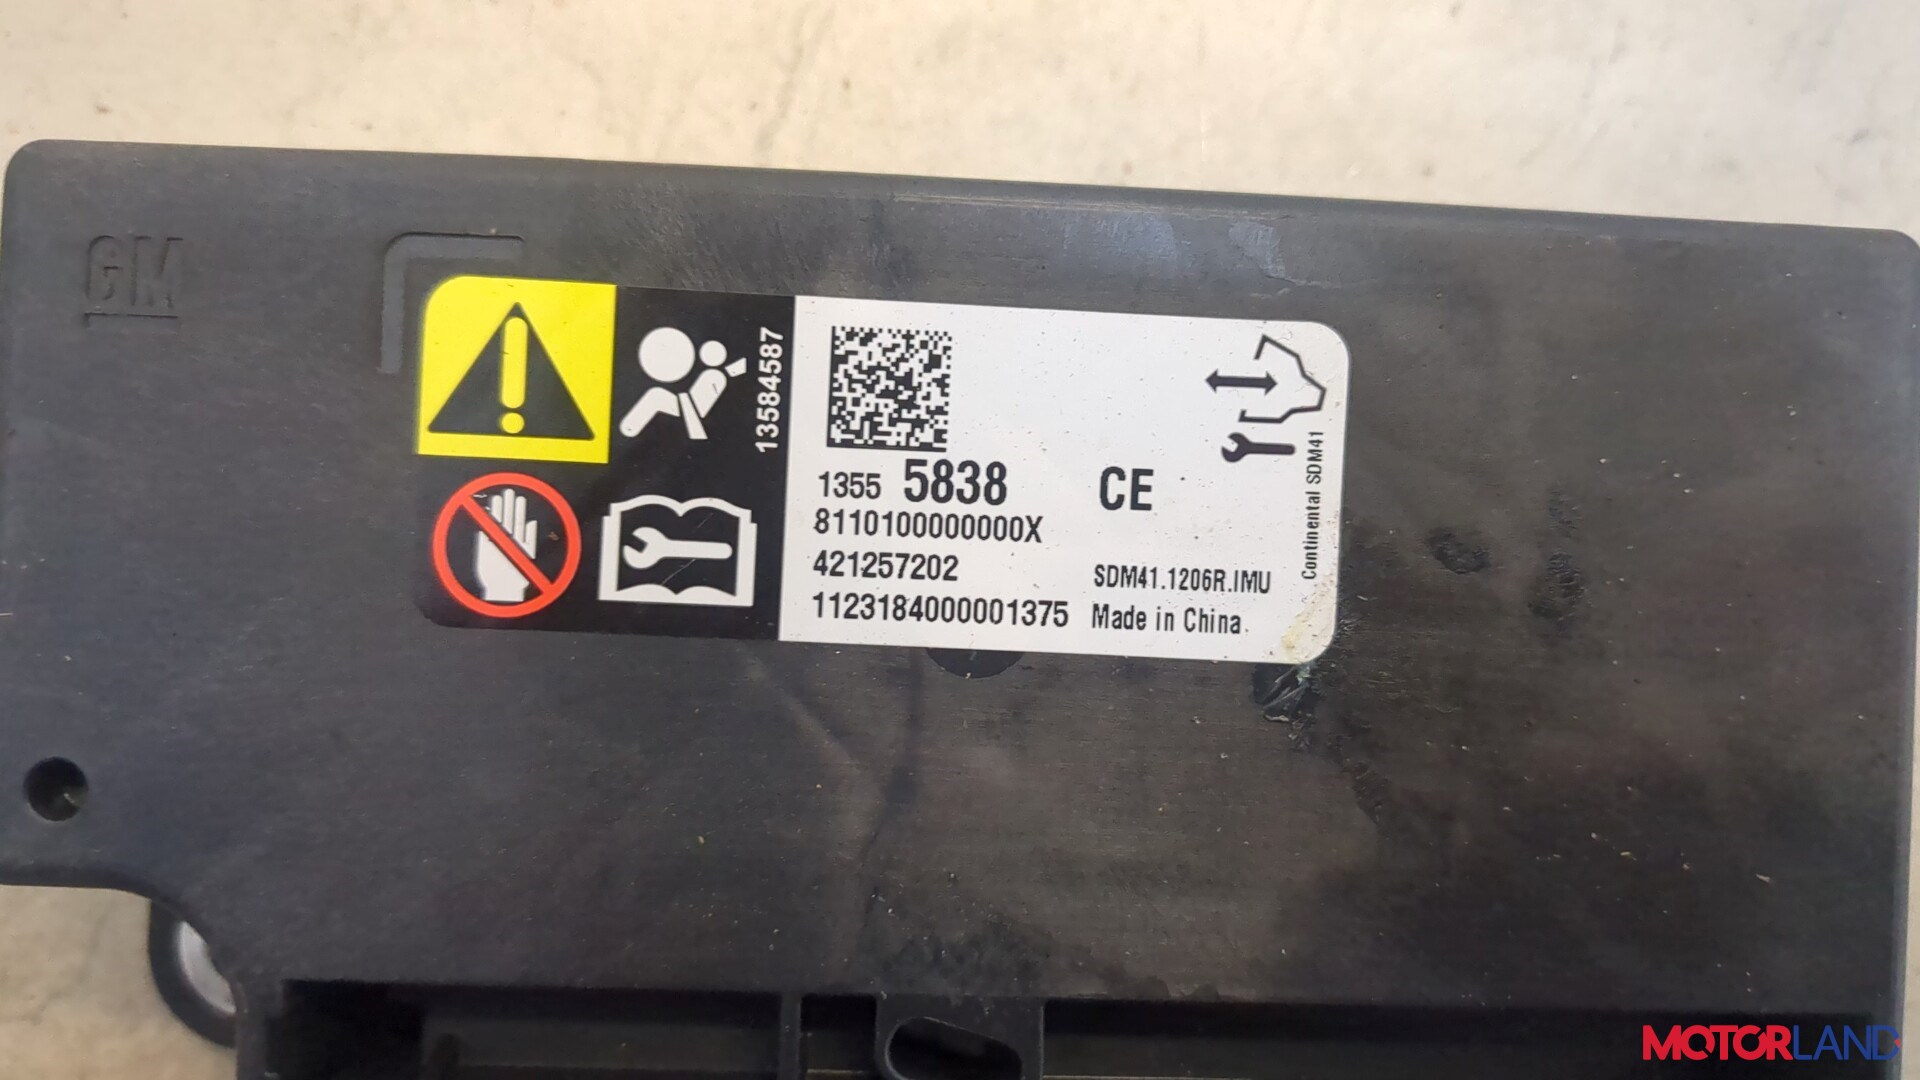 GM
13584587
1355 5838
CE
8110100000000X
421257202
SDM41.1206R.IMU
1123184000001375
Made in China
Continental SDM41
MOTORLAND